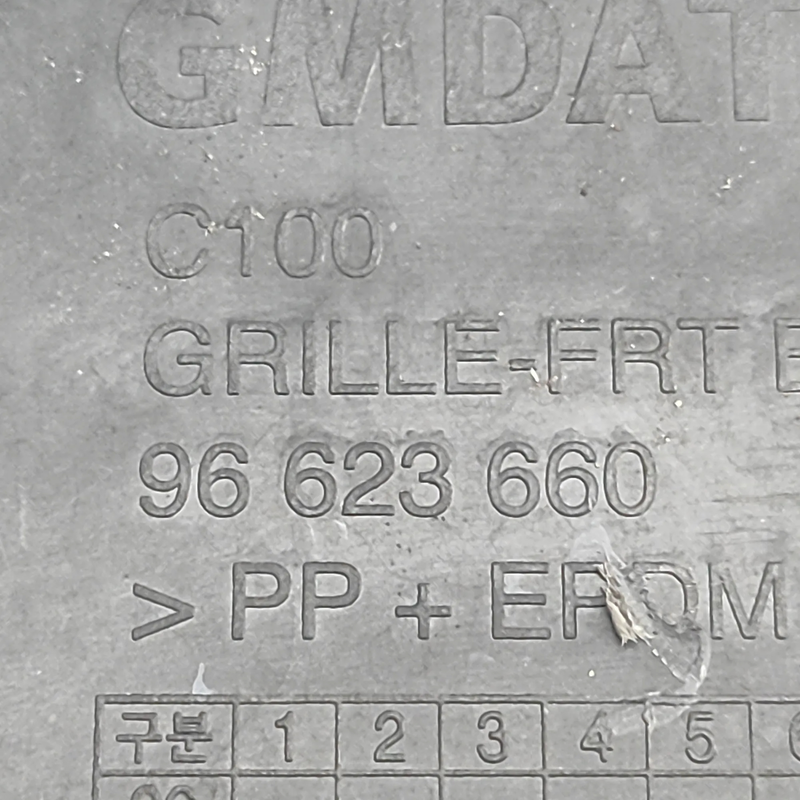 GMDAT
C100
GRILLE-FRT
96 623 660
> PP + EPDM
구분 1 2 3 4 5